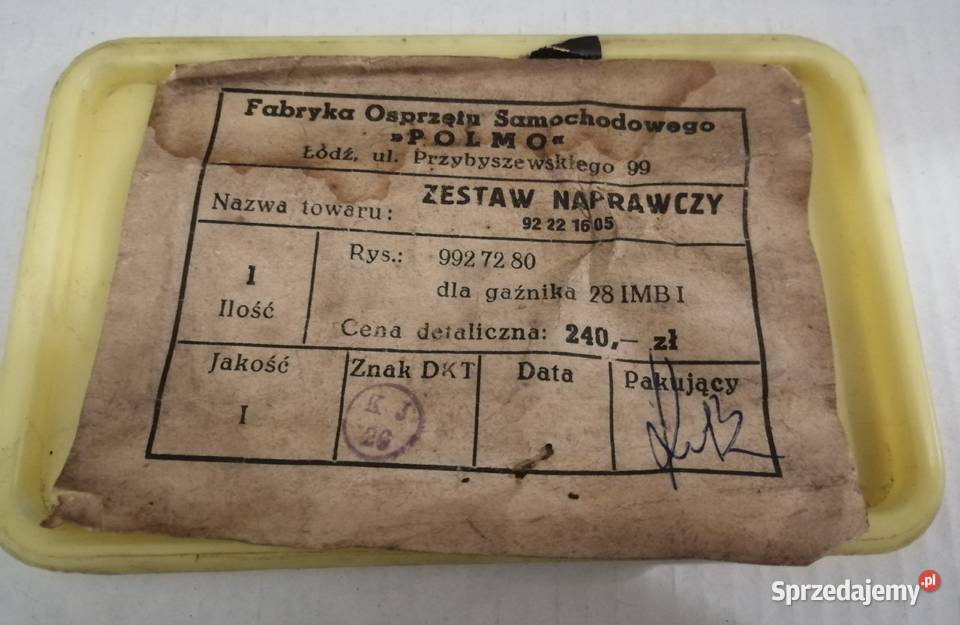 Fabryka Osprzętu Samochodowego
»POLMO«
Łódź, ul. Przybyszewskiego 99
Nazwa towaru: ZESTAW NAPRAWCZY
92 22 16 05
1
Ilość
Rys.: 992 72 80
dla gaźnika 28 IMB I
Cena detaliczna: 240,- zł
Jakość
I
Znak DKT
K J
26
Data
Pakujący
Sprzedajemy.pl